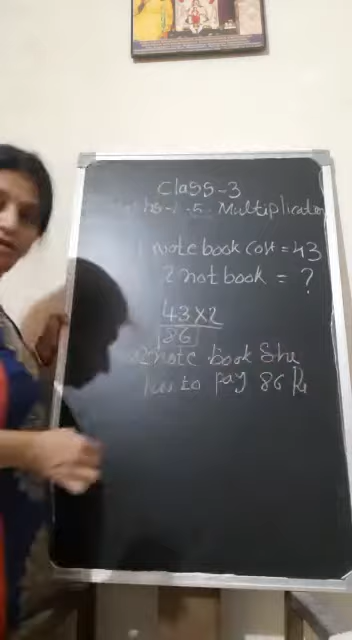 Class-3
Maths-L-5- Multiplication
1 note book cost = 43
2 not book = ?
43×2
86
2 note book She
has to pay 86 Rs